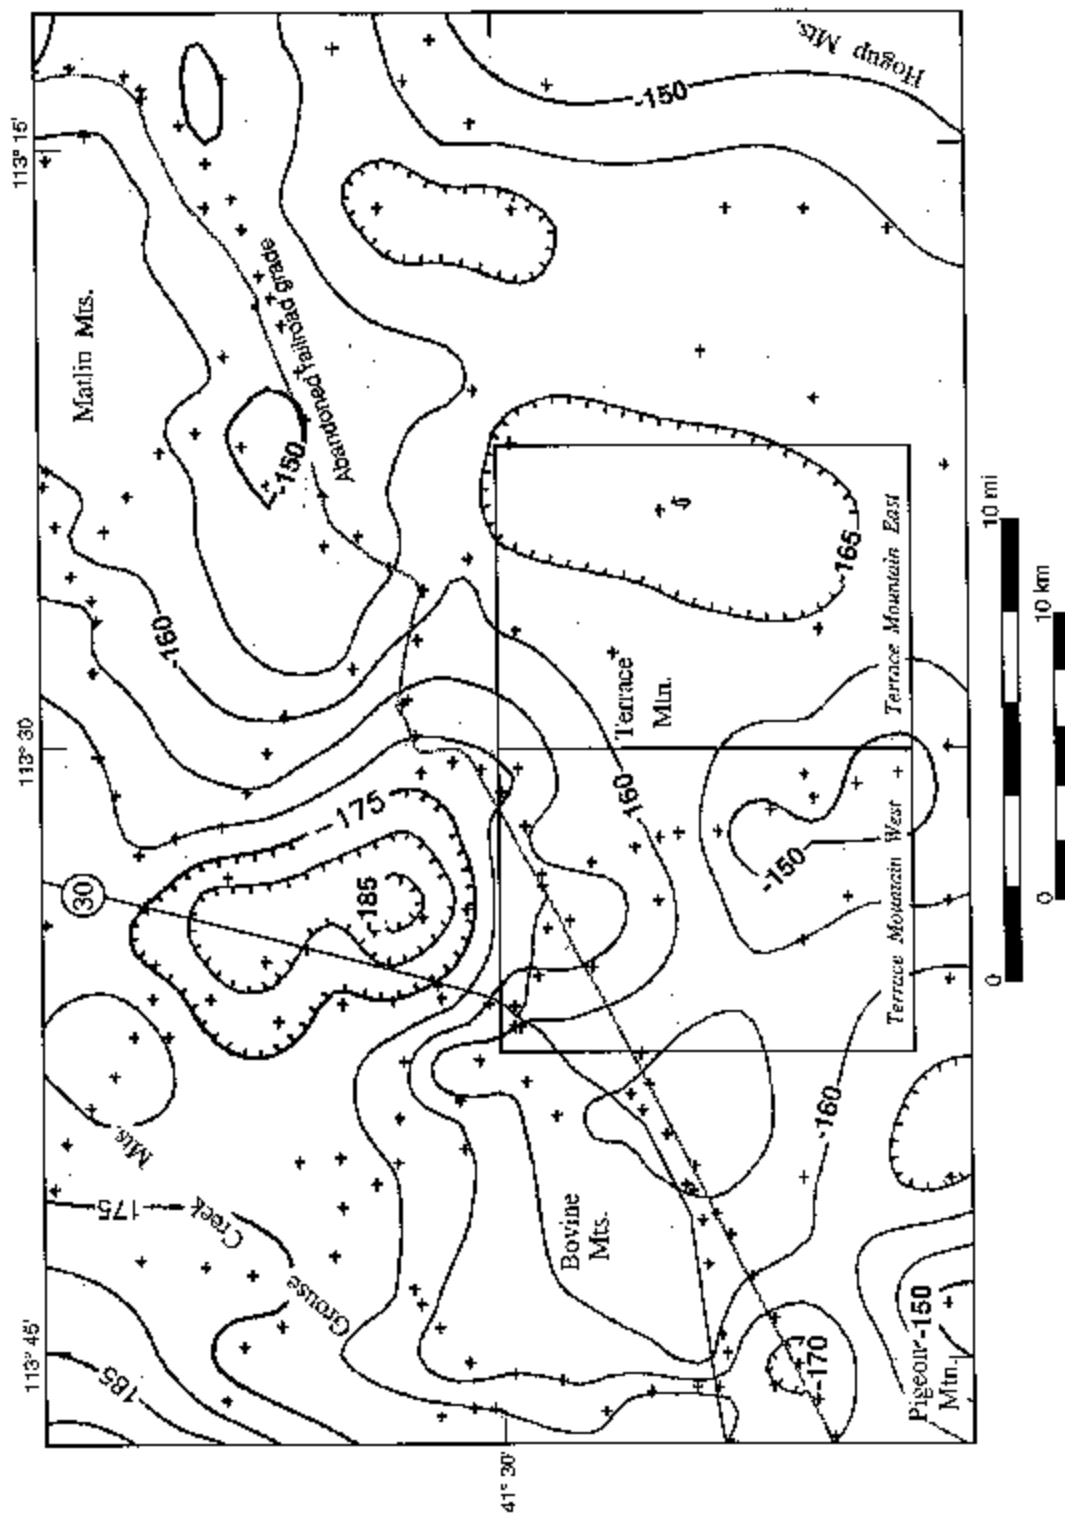 113° 45'
113° 30
113° 15'
41° 30'
-185
175
Grouse
Creek
Mts.
30
-175
-185
-160
Matlin Mts.
-150
Abandoned railroad grade
Hogup Mts.
-150
Bovine
Mts.
-160
Terrace
Mtn.
-150
-165
-160
-170
Pigeon
Mtn.
-150
Terrace Mountain West
Terrace Mountain East
0
10 mi
0
10 km